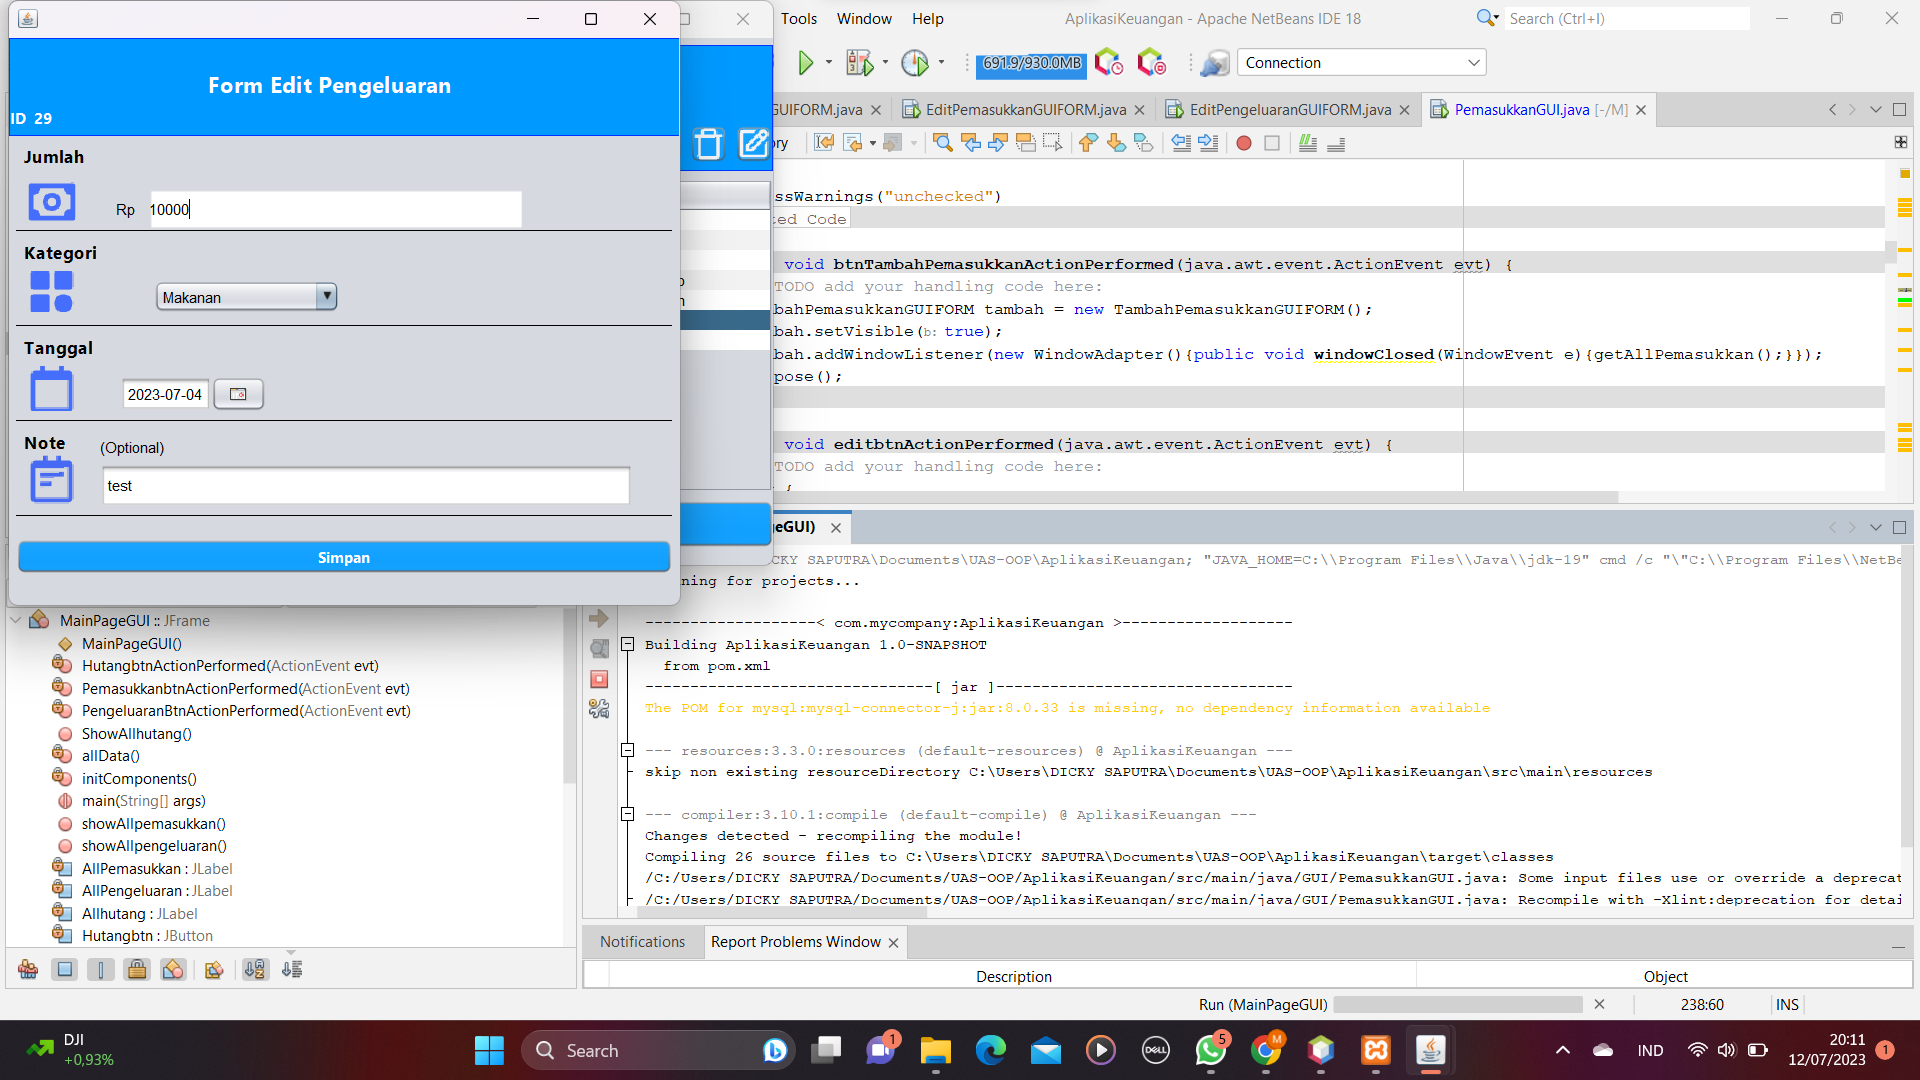 Form Edit Pengeluaran
ID 29
Jumlah
Rp 10000
Kategori
Makanan
Tanggal
2023-07-04
Note (Optional)
test
Simpan
Tools Window Help
AplikasiKeuangan - Apache NetBeans IDE 18
Search (Ctrl+I)
691.9/930.0MB
Connection
GUIFORM.java
EditPemasukkanGUIFORM.java
EditPengeluaranGUIFORM.java
PemasukkanGUI.java [-/M]
ry
ssWarnings("unchecked")
ted Code
void btnTambahPemasukkanActionPerformed(java.awt.event.ActionEvent evt) {
TODO add your handling code here:
bahPemasukkanGUIFORM tambah = new TambahPemasukkanGUIFORM();
bah.setVisible(b: true);
bah.addWindowListener(new WindowAdapter(){public void windowClosed(WindowEvent e){getAllPemasukkan();}});
pose();
void editbtnActionPerformed(java.awt.event.ActionEvent evt) {
TODO add your handling code here:
eGUI)
CKY SAPUTRA\Documents\UAS-OOP\AplikasiKeuangan; "JAVA_HOME=C:\\Program Files\\Java\\jdk-19" cmd /c "\"C:\\Program Files\\NetBe
ning for projects...
-------------------< com.mycompany:AplikasiKeuangan >-------------------
Building AplikasiKeuangan 1.0-SNAPSHOT
from pom.xml
--------------------------------[ jar ]---------------------------------
The POM for mysql:mysql-connector-j:jar:8.0.33 is missing, no dependency information available
--- resources:3.3.0:resources (default-resources) @ AplikasiKeuangan ---
skip non existing resourceDirectory C:\Users\DICKY SAPUTRA\Documents\UAS-OOP\AplikasiKeuangan\src\main\resources
--- compiler:3.10.1:compile (default-compile) @ AplikasiKeuangan ---
Changes detected - recompiling the module!
Compiling 26 source files to C:\Users\DICKY SAPUTRA\Documents\UAS-OOP\AplikasiKeuangan\target\classes
/C:/Users/DICKY SAPUTRA/Documents/UAS-OOP/AplikasiKeuangan/src/main/java/GUI/PemasukkanGUI.java: Some input files use or override a deprecat
/C:/Users/DICKY SAPUTRA/Documents/UAS-OOP/AplikasiKeuangan/src/main/java/GUI/PemasukkanGUI.java: Recompile with -Xlint:deprecation for detai
MainPageGUI :: JFrame
MainPageGUI()
HutangbtnActionPerformed(ActionEvent evt)
PemasukkanbtnActionPerformed(ActionEvent evt)
PengeluaranBtnActionPerformed(ActionEvent evt)
ShowAllhutang()
allData()
initComponents()
main(String[] args)
showAllpemasukkan()
showAllpengeluaran()
AllPemasukkan : JLabel
AllPengeluaran : JLabel
Allhutang : JLabel
Hutangbtn : JButton
Notifications
Report Problems Window
Description
Object
Run (MainPageGUI)
238:60
INS
DJI
+0,93%
Search
1
5
M
DELL
IND
20:11
12/07/2023
1